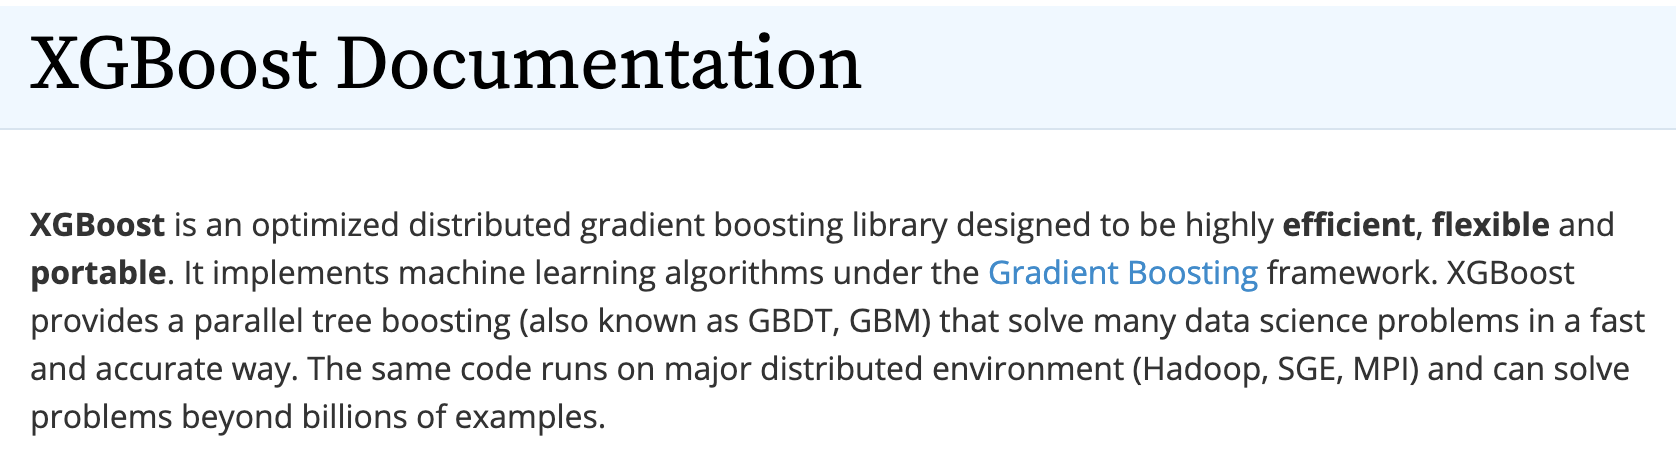 XGBoost Documentation
XGBoost is an optimized distributed gradient boosting library designed to be highly efficient, flexible and
portable. It implements machine learning algorithms under the Gradient Boosting framework. XGBoost
provides a parallel tree boosting (also known as GBDT, GBM) that solve many data science problems in a fast
and accurate way. The same code runs on major distributed environment (Hadoop, SGE, MPI) and can solve
problems beyond billions of examples.